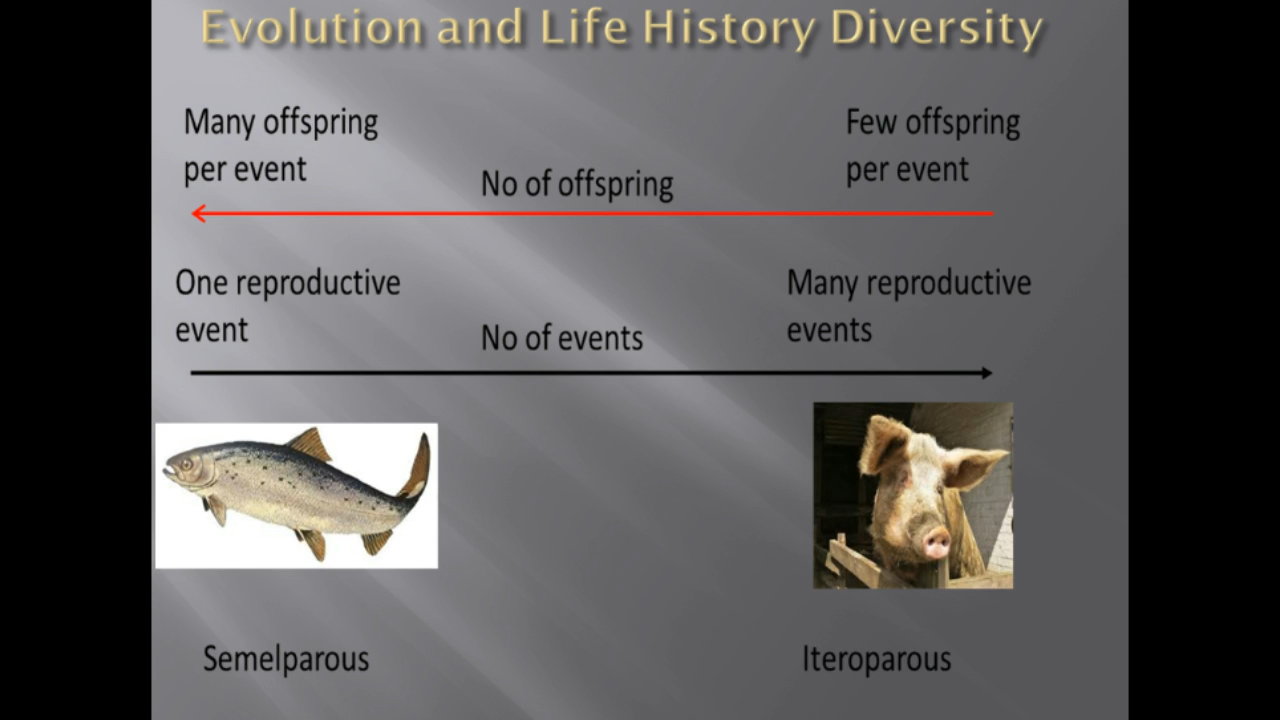 Evolution and Life History Diversity
Many offspring
per event
No of offspring
Few offspring
per event
One reproductive
event
No of events
Many reproductive
events
Semelparous
Iteroparous